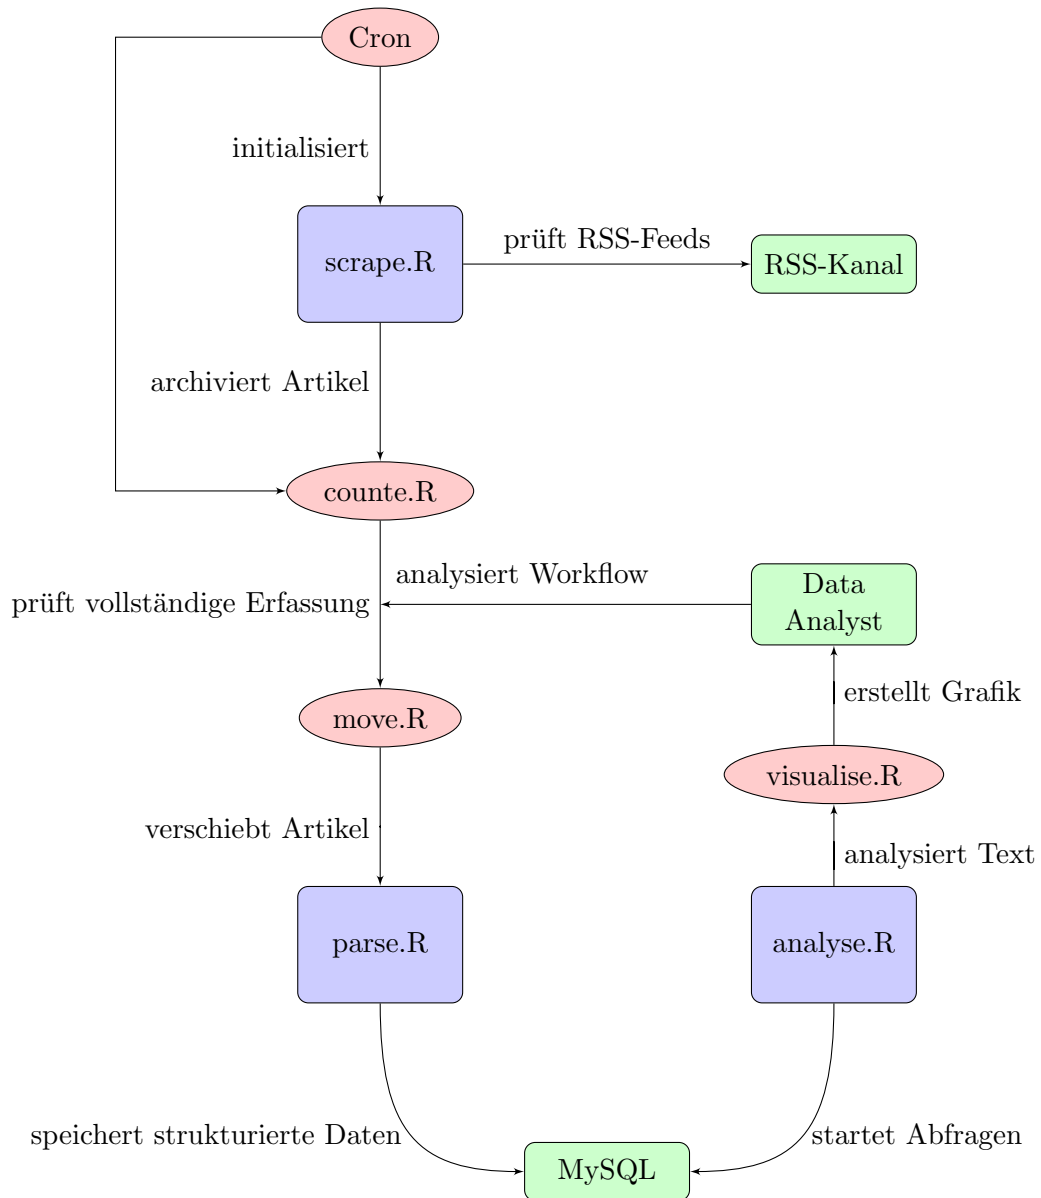 Cron
initialisiert
scrape.R
prüft RSS-Feeds
RSS-Kanal
archiviert Artikel
counte.R
analysiert Workflow
Data
Analyst
prüft vollständige Erfassung
erstellt Grafik
move.R
visualise.R
verschiebt Artikel
analysiert Text
parse.R
analyse.R
speichert strukturierte Daten
startet Abfragen
MySQL